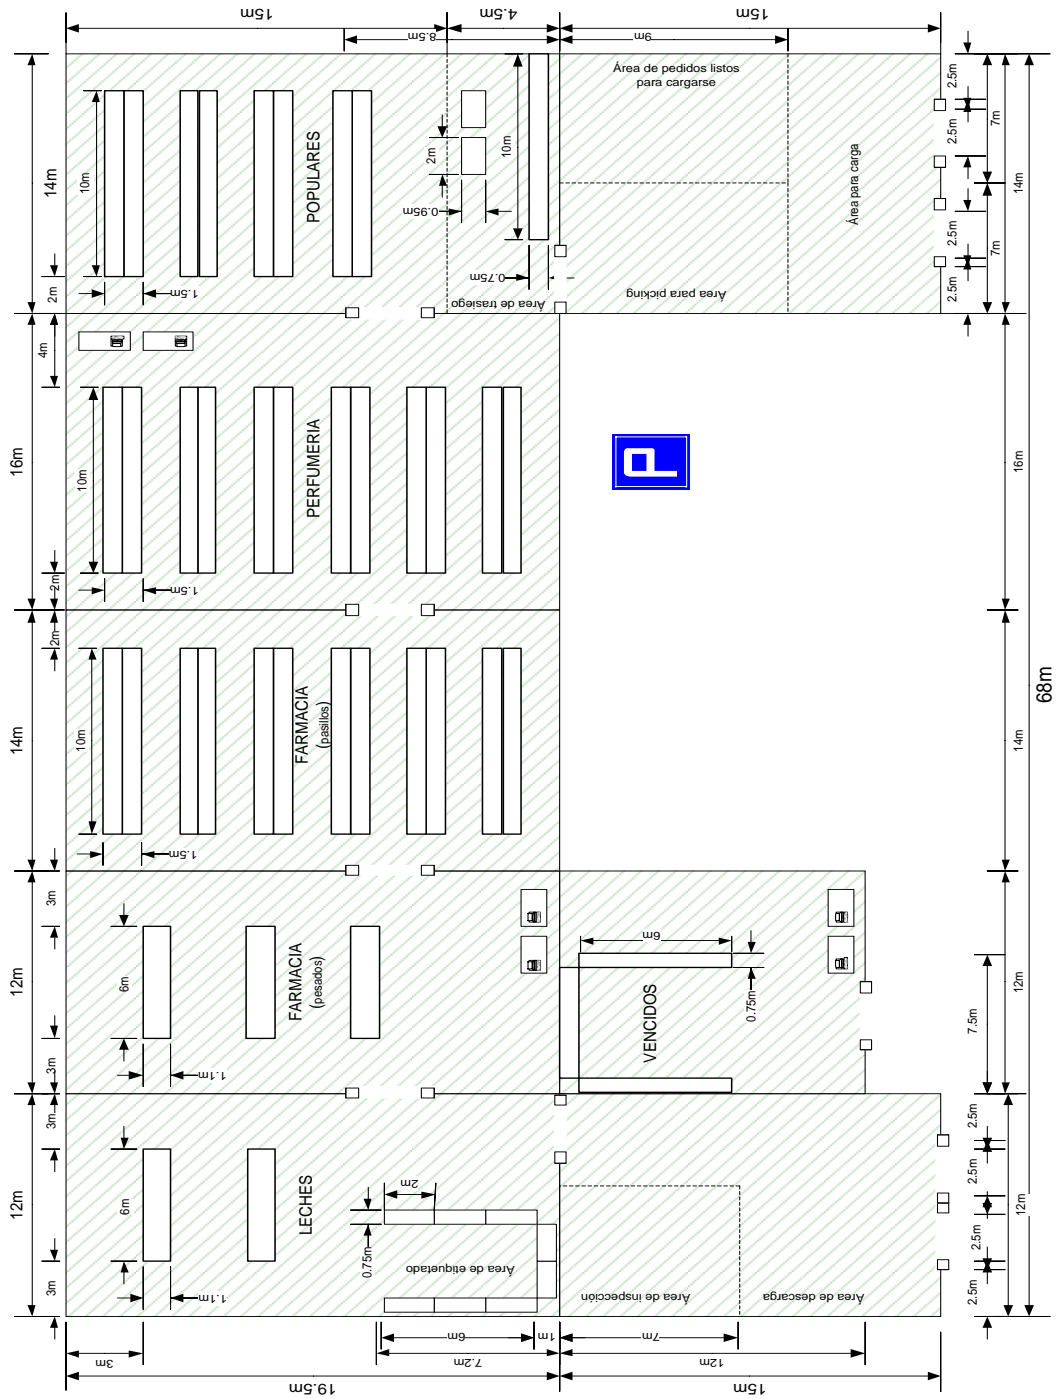 15m
4.5m
15m
8.5m
9m
14m
10m
2m
POPULARES
2m
0.95m
10m
0.75m
1.5m
Área de trasiego
Área de pedidos listos
para cargarse
Área para picking
Área para carga
2.5m
2.5m
2.5m
2.5m
7m
7m
14m
16m
4m
10m
2m
PERFUMERIA
1.5m
P
16m
68m
14m
2m
10m
FARMACIA
(pasillos)
1.5m
14m
12m
3m
6m
3m
FARMACIA
(pesados)
1.1m
VENCIDOS
6m
0.75m
7.5m
12m
12m
3m
6m
3m
LECHES
1.1m
2m
0.75m
Área de etiquetado
Área de inspección
Área de descarga
2.5m
2.5m
2.5m
2.5m
12m
3m
6m
1m
7.2m
7m
12m
19.5m
15m